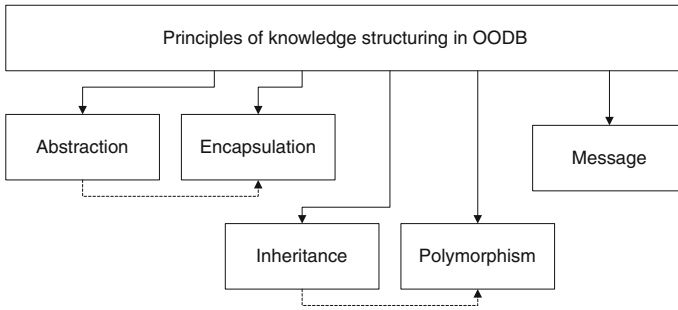 Principles of knowledge structuring in OODB
Abstraction
Encapsulation
Message
Inheritance
Polymorphism